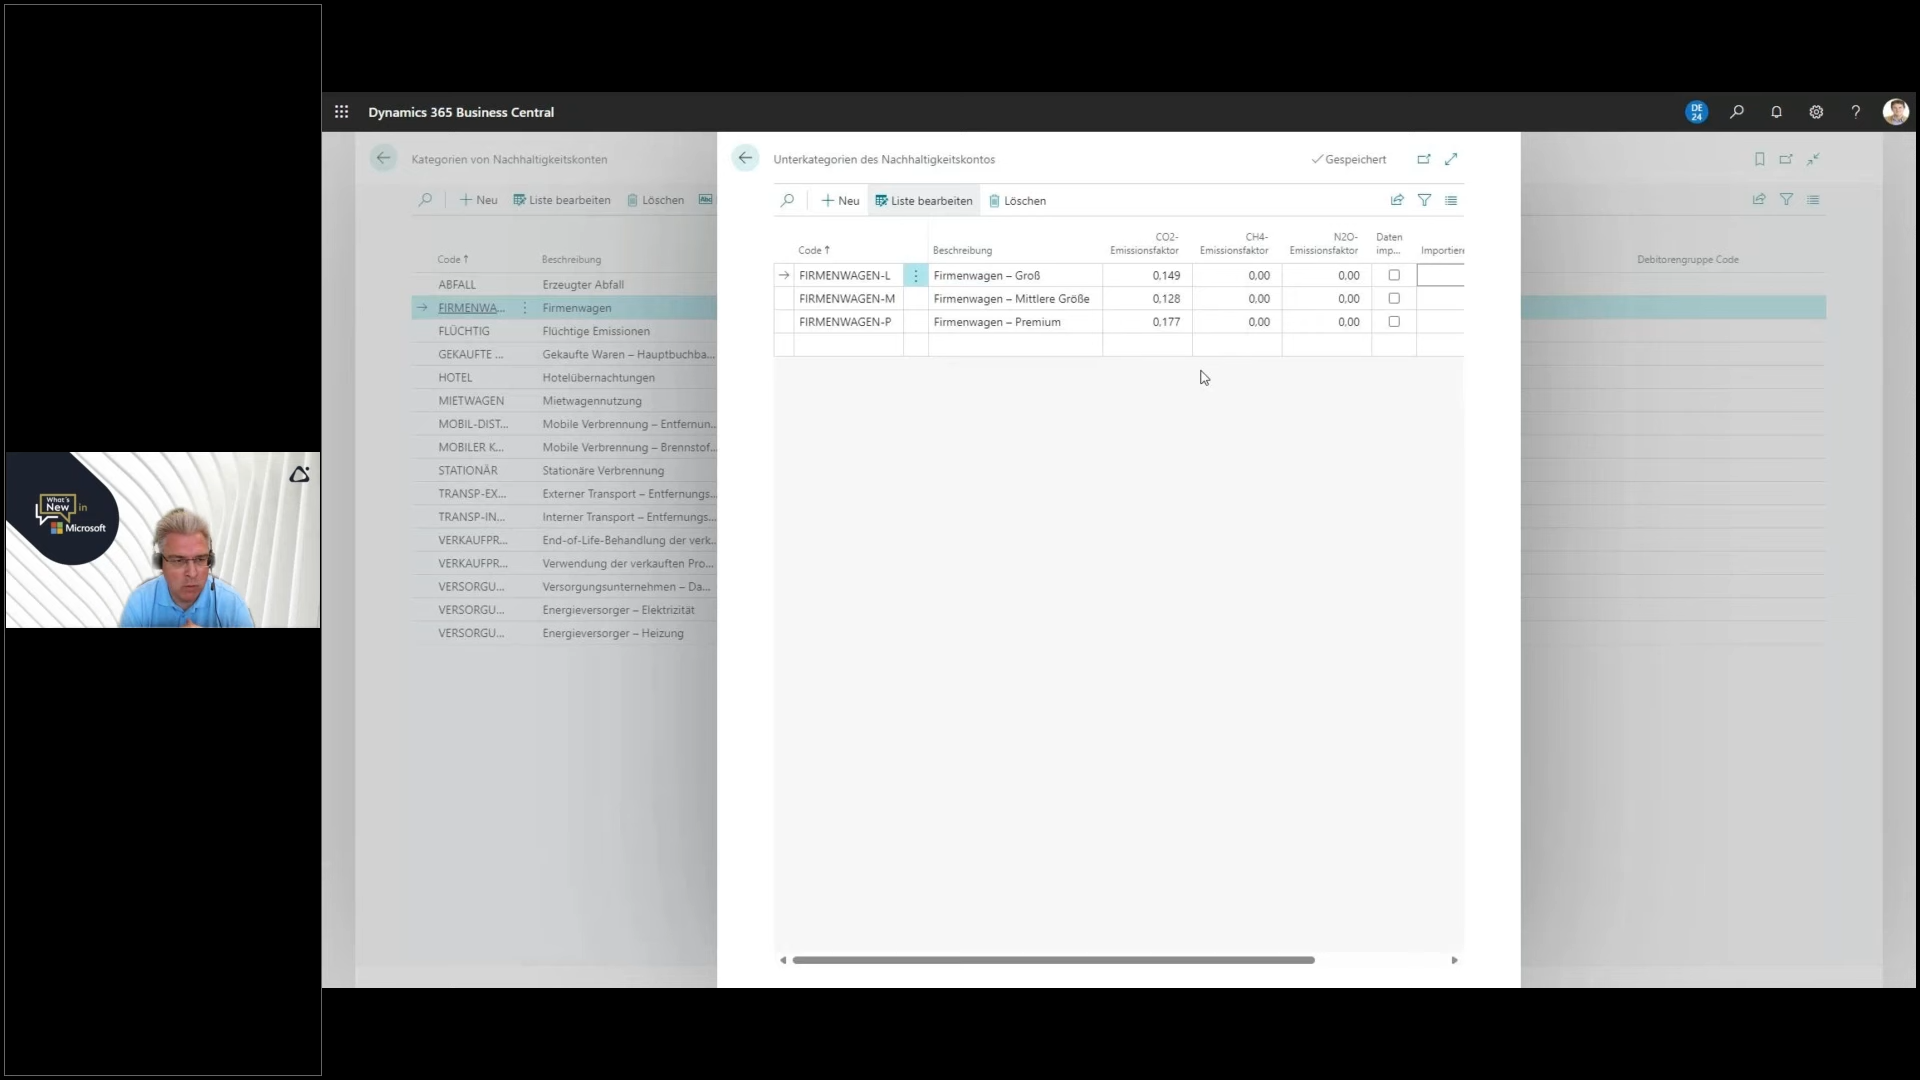 What's
New in
Microsoft
Dynamics 365 Business Central
DE
24
Kategorien von Nachhaltigkeitskonten
Neu
Liste bearbeiten
Löschen
Code ↑
Beschreibung
Debitorengruppe Code
ABFALL
Erzeugter Abfall
FIRMENWA...
Firmenwagen
FLÜCHTIG
Flüchtige Emissionen
GEKAUFTE ...
Gekaufte Waren – Hauptbuchba...
HOTEL
Hotelübernachtungen
MIETWAGEN
Mietwagennutzung
MOBIL-DIST...
Mobile Verbrennung – Entfernun...
MOBILER K...
Mobile Verbrennung – Brennstof...
STATIONÄR
Stationäre Verbrennung
TRANSP-EX...
Externer Transport – Entfernungs...
TRANSP-IN...
Interner Transport – Entfernungs...
VERKAUFPR...
End-of-Life-Behandlung der verk...
VERKAUFPR...
Verwendung der verkauften Pro...
VERSORGU...
Versorgungsunternehmen – Da...
VERSORGU...
Energieversorger – Elektrizität
VERSORGU...
Energieversorger – Heizung
Unterkategorien des Nachhaltigkeitskontos
Gespeichert
Neu
Liste bearbeiten
Löschen
Code ↑
Beschreibung
CO2-
Emissionsfaktor
CH4-
Emissionsfaktor
N2O-
Emissionsfaktor
Daten
imp...
Importiere
FIRMENWAGEN-L Firmenwagen – Groß 0,149 0,00 0,00
FIRMENWAGEN-M Firmenwagen – Mittlere Größe 0,128 0,00 0,00
FIRMENWAGEN-P Firmenwagen – Premium 0,177 0,00 0,00